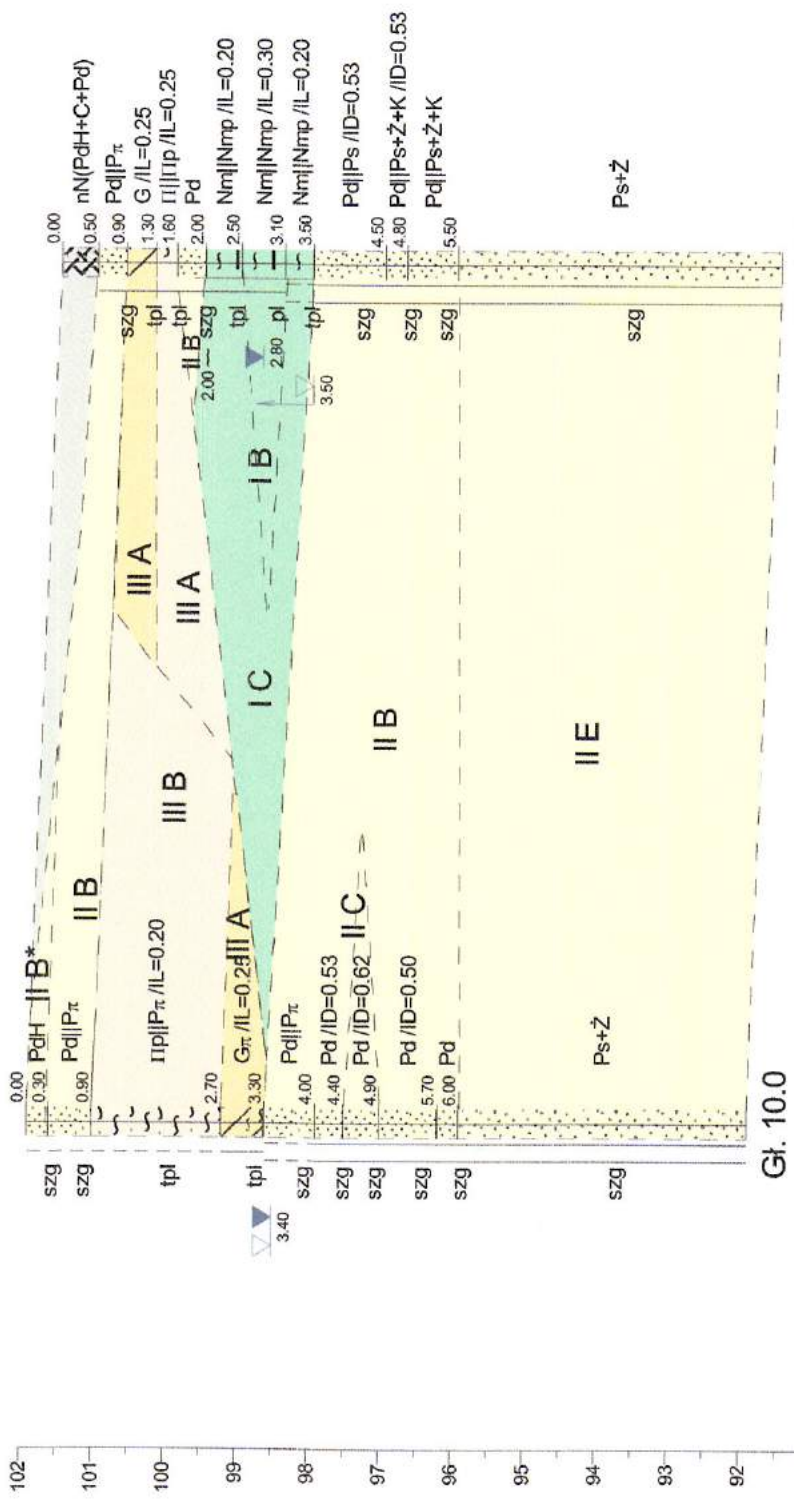 102
101
100
99
98
97
96
95
94
93
92
szg
szg
tpl
tpl
szg
szg
szg
szg
szg
szg
3.40
0.00
0.30
0.90
2.70
3.30
4.00
4.40
4.90
5.70
6.00
PdH
Pd||Pπ
Πp||Pπ /IL=0.20
Gπ /IL=0.25
Pd||Pπ
Pd /ID=0.53
Pd /ID=0.62
Pd /ID=0.50
Pd
Ps+Ż
Gł. 10.0
II B*
II B
III B
III A
III A
III A
I C
I B
II B
II C
II B
II E
2.00
2.80
3.50
szg
tpl
tpl
szg
tpl
pl
tpl
szg
szg
szg
szg
0.00
0.50
0.90
1.30
1.60
2.00
2.50
3.10
3.50
4.50
4.80
5.50
nN(PdH+C+Pd)
Pd||Pπ
G /IL=0.25
Π||Πp /IL=0.25
Pd
Nm||Nmp /IL=0.20
Nm||Nmp /IL=0.30
Nm||Nmp /IL=0.20
Pd||Ps /ID=0.53
Pd||Ps+Ż+K /ID=0.53
Pd||Ps+Ż+K
Ps+Ż